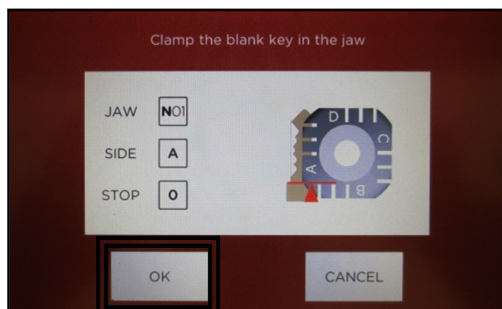 Clamp the blank key in the jaw
JAW N01
SIDE A
STOP 0
D
C
A
B
OK
CANCEL